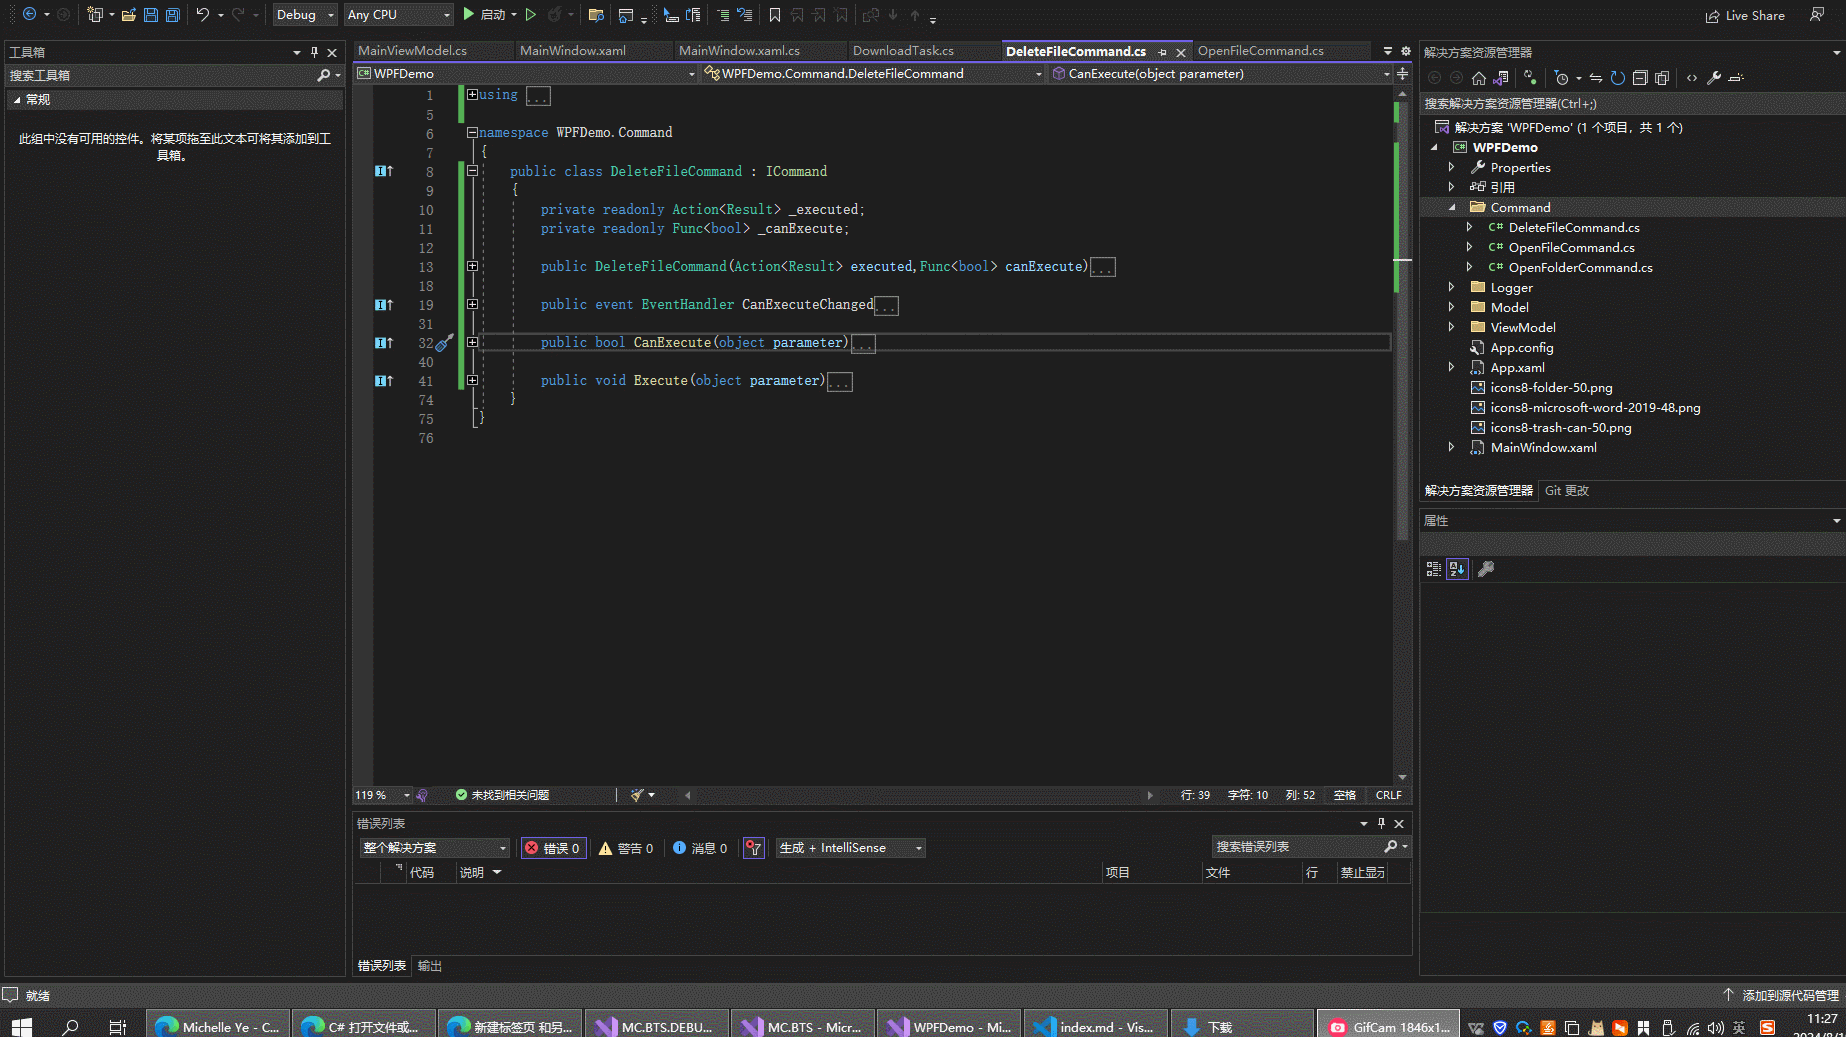 Debug
Any CPU
启动
Live Share
工具箱
搜索工具箱
常规
此组中没有可用的控件。将某项拖至此文本可将其添加到工
具箱。
MainViewModel.cs
MainWindow.xaml
MainWindow.xaml.cs
DownloadTask.cs
DeleteFileCommand.cs
OpenFileCommand.cs
WPFDemo
WPFDemo.Command.DeleteFileCommand
CanExecute(object parameter)
1 using ...
5
6 namespace WPFDemo.Command
7 {
8 public class DeleteFileCommand : ICommand
9 {
10 private readonly Action<Result> _executed;
11 private readonly Func<bool> _canExecute;
12
13 public DeleteFileCommand(Action<Result> executed,Func<bool> canExecute)...
18
19 public event EventHandler CanExecuteChanged...
31
32 public bool CanExecute(object parameter)...
40
41 public void Execute(object parameter)...
74 }
75 }
76
119 %
未找到相关问题
行: 39
字符: 10
列: 52
空格
CRLF
错误列表
整个解决方案
错误 0
警告 0
消息 0
生成 + IntelliSense
搜索错误列表
代码
说明
项目
文件
行
禁止显示
错误列表
输出
解决方案资源管理器
搜索解决方案资源管理器(Ctrl+;)
解决方案 'WPFDemo' (1 个项目，共 1 个)
WPFDemo
Properties
引用
Command
DeleteFileCommand.cs
OpenFileCommand.cs
OpenFolderCommand.cs
Logger
Model
ViewModel
App.config
App.xaml
icons8-folder-50.png
icons8-microsoft-word-2019-48.png
icons8-trash-can-50.png
MainWindow.xaml
解决方案资源管理器
Git 更改
属性
就绪
添加到源代码管理
Michelle Ye - C...
C# 打开文件或...
新建标签页 和另...
MC.BTS.DEBU...
MC.BTS - Micr...
WPFDemo - Mi...
index.md - Vis...
下载
GifCam 1846x1...
英
11:27